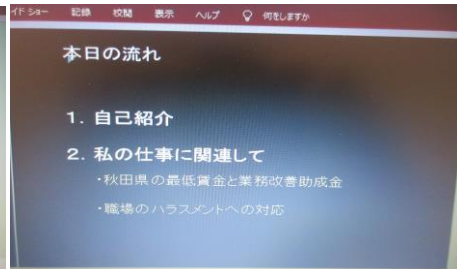 イド ショー 記録 校閲 表示 ヘルプ 何をしますか
本日の流れ
1. 自己紹介
2. 私の仕事に関連して
・秋田県の最低賃金と業務改善助成金
・職場のハラスメントへの対応